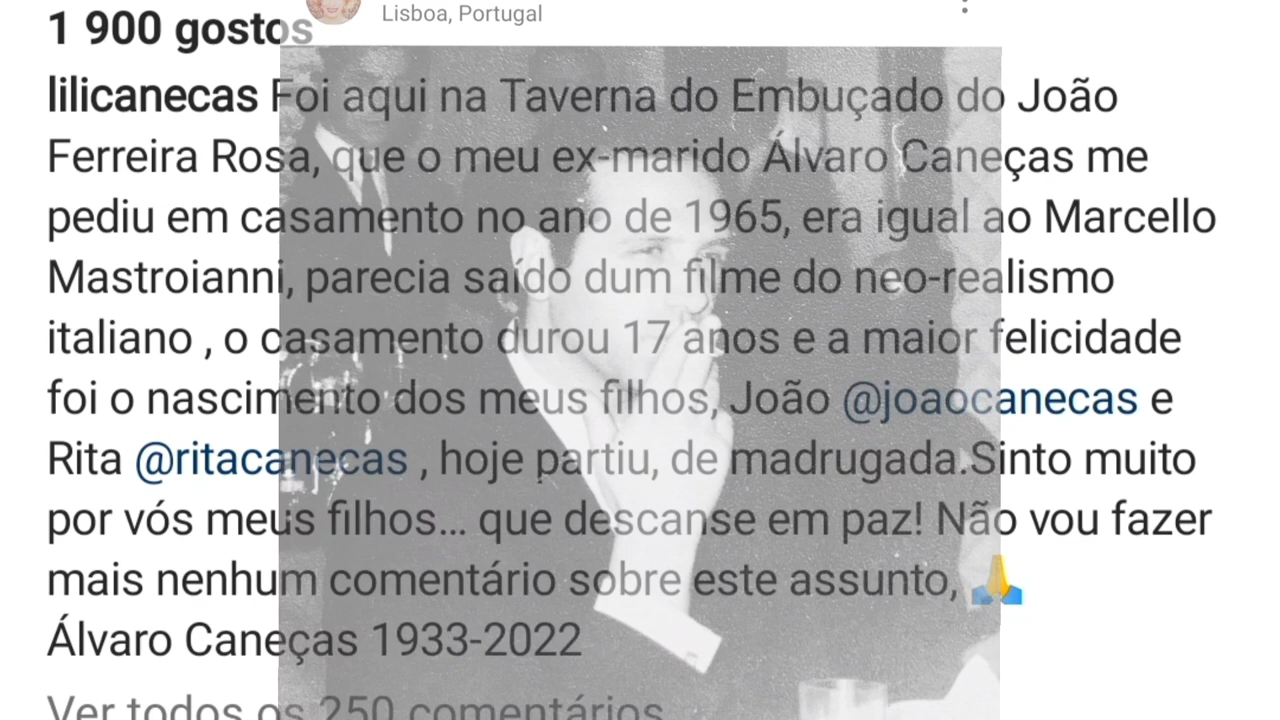 Lisboa, Portugal
1 900 gostos
lilicanecas Foi aqui na Taverna do Embuçado do João
Ferreira Rosa, que o meu ex-marido Álvaro Caneças me
pediu em casamento no ano de 1965, era igual ao Marcello
Mastroianni, parecia saído dum filme do neo-realismo
italiano , o casamento durou 17 anos e a maior felicidade
foi o nascimento dos meus filhos, João @joaocanecas e
Rita @ritacanecas , hoje partiu, de madrugada.Sinto muito
por vós meus filhos... que descanse em paz! Não vou fazer
mais nenhum comentário sobre este assunto, 🙏
Álvaro Caneças 1933-2022
Ver todos os 250 comentários